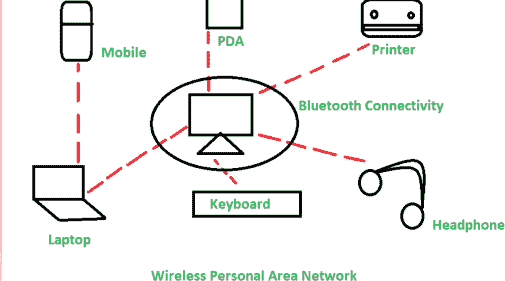 PDA
Printer
Mobile
Bluetooth Connectivity
Keyboard
Headphone
Laptop
Wireless Personal Area Network